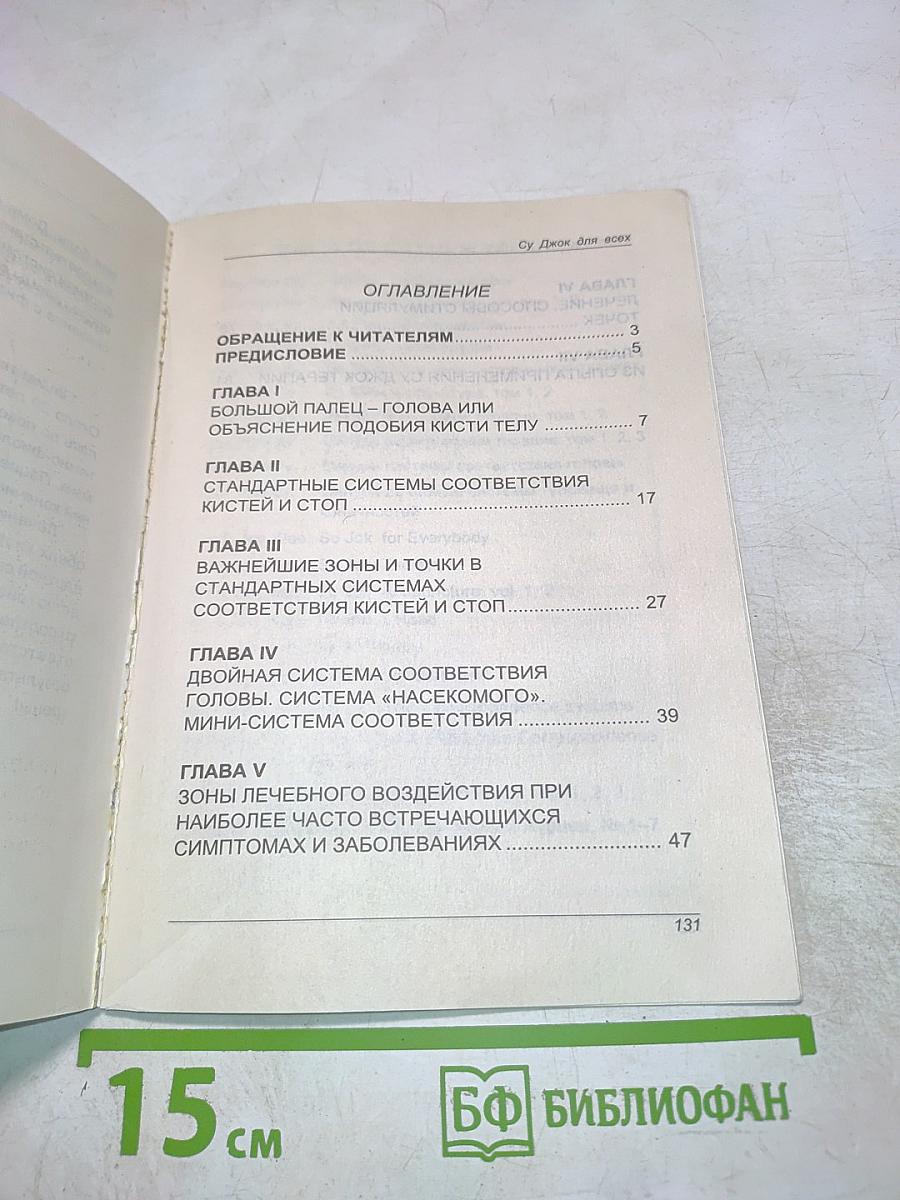 Су Джок для всех
ОГЛАВЛЕНИЕ
ОБРАЩЕНИЕ К ЧИТАТЕЛЯМ.............................. 3
ПРЕДИСЛОВИЕ ................................................ 5
ГЛАВА I
БОЛЬШОЙ ПАЛЕЦ – ГОЛОВА ИЛИ
ОБЪЯСНЕНИЕ ПОДОБИЯ КИСТИ ТЕЛУ ................ 7
ГЛАВА II
СТАНДАРТНЫЕ СИСТЕМЫ СООТВЕТСТВИЯ
КИСТЕЙ И СТОП ................................................ 17
ГЛАВА III
ВАЖНЕЙШИЕ ЗОНЫ И ТОЧКИ В
СТАНДАРТНЫХ СИСТЕМАХ
СООТВЕТСТВИЯ КИСТЕЙ И СТОП....................... 27
ГЛАВА IV
ДВОЙНАЯ СИСТЕМА СООТВЕТСТВИЯ
ГОЛОВЫ. СИСТЕМА «НАСЕКОМОГО».
МИНИ-СИСТЕМА СООТВЕТСТВИЯ ...................... 39
ГЛАВА V
ЗОНЫ ЛЕЧЕБНОГО ВОЗДЕЙСТВИЯ ПРИ
НАИБОЛЕЕ ЧАСТО ВСТРЕЧАЮЩИХСЯ
СИМПТОМАХ И ЗАБОЛЕВАНИЯХ .......................... 47
131
15 см
БФ БИБЛИОФАН